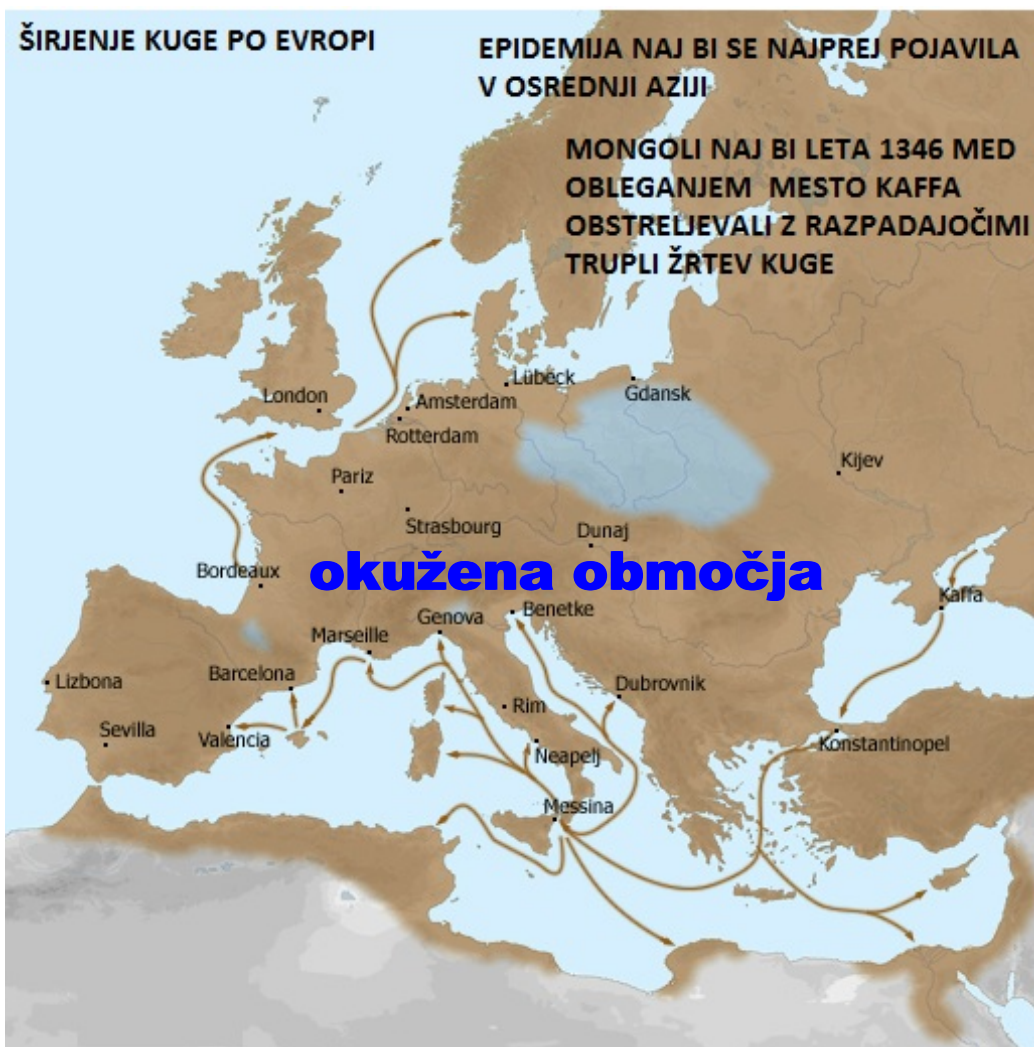 ŠIRJENJE KUGE PO EVROPI
EPIDEMIJA NAJ BI SE NAJPREJ POJAVILA
V OSREDNJI AZIJI
MONGOLI NAJ BI LETA 1346 MED
OBLEGANJEM MESTO KAFFA
OBSTRELJEVALI Z RAZPADAJOČIMI
TRUPLI ŽRTEV KUGE
Lübeck
Gdansk
London
Amsterdam
Rotterdam
Kijev
Pariz
Strasbourg
Dunaj
Bordeaux
okužena območja
Kaffa
Genova
Benetke
Marseille
Barcelona
Lizbona
Dubrovnik
Rim
Sevilla
Valencia
Neapelj
Konstantinopel
Messina